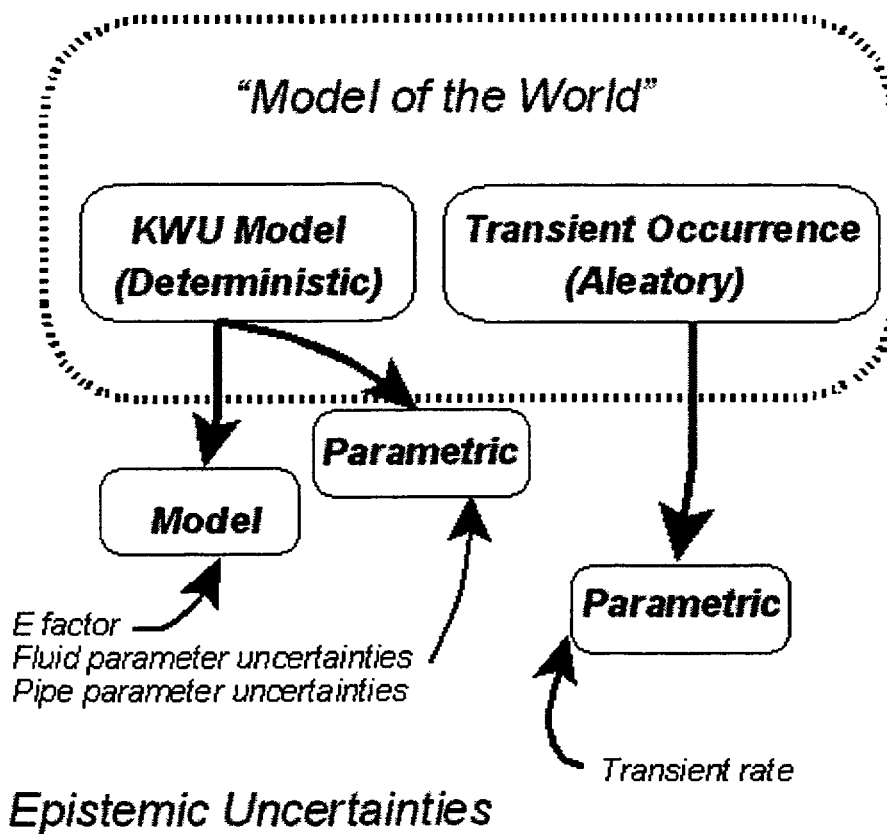 “Model of the World”
KWU Model
(Deterministic)
Transient Occurrence
(Aleatory)
Parametric
Model
Parametric
E factor
Fluid parameter uncertainties
Pipe parameter uncertainties
Transient rate
Epistemic Uncertainties